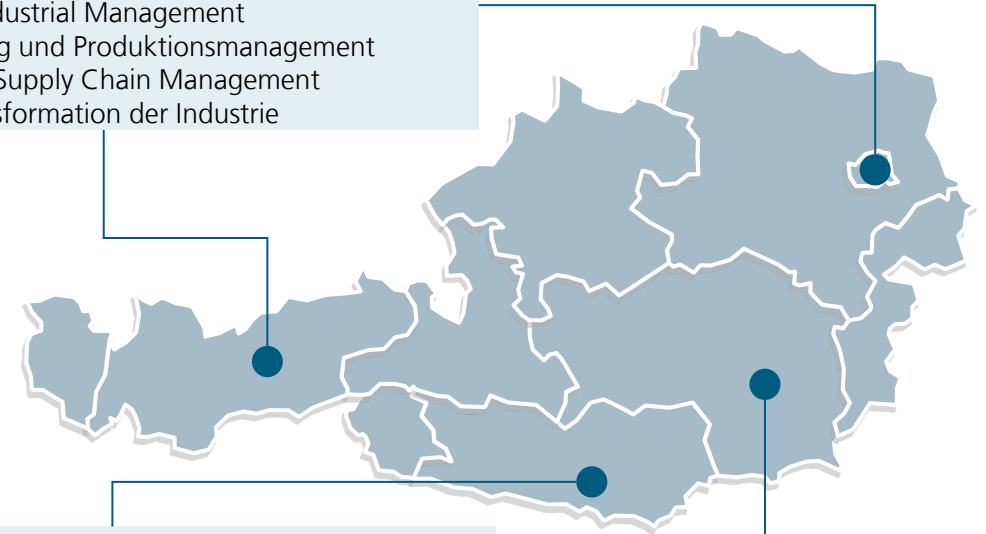 dustrial Management
g und Produktionsmanagement
Supply Chain Management
sformation der Industrie